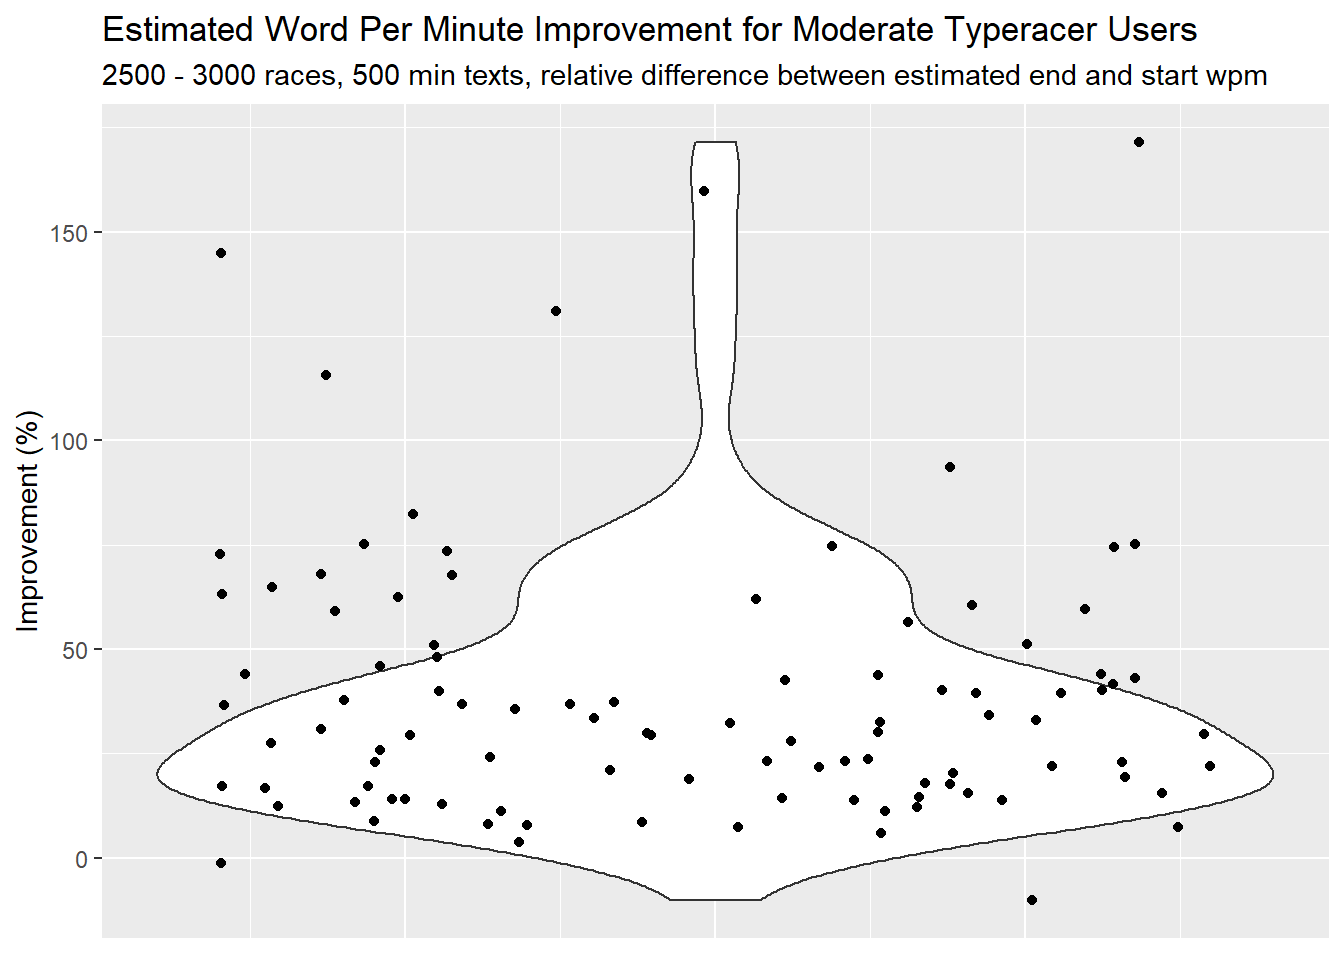 Estimated Word Per Minute Improvement for Moderate Typeracer Users
2500 - 3000 races, 500 min texts, relative difference between estimated end and start wpm
Improvement (%)
150
100
50
0